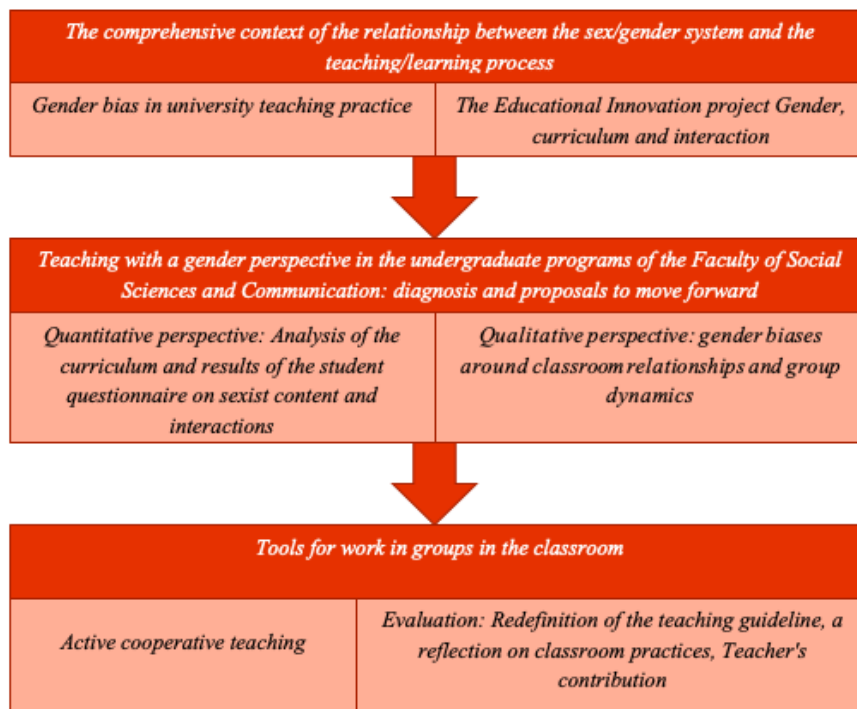 The comprehensive context of the relationship between the sex/gender system and the
teaching/learning process
Gender bias in university teaching practice
The Educational Innovation project Gender,
curriculum and interaction
Teaching with a gender perspective in the undergraduate programs of the Faculty of Social
Sciences and Communication: diagnosis and proposals to move forward
Quantitative perspective: Analysis of the
curriculum and results of the student
questionnaire on sexist content and
interactions
Qualitative perspective: gender biases
around classroom relationships and group
dynamics
Tools for work in groups in the classroom
Active cooperative teaching
Evaluation: Redefinition of the teaching guideline, a
reflection on classroom practices, Teacher's
contribution